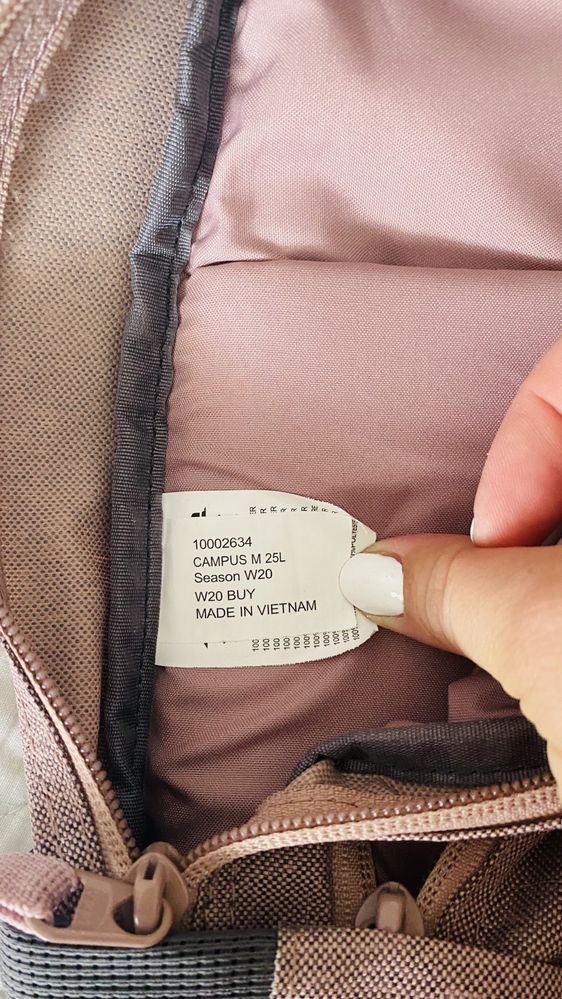 10002634
CAMPUS M 25L
Season W20
W20 BUY
MADE IN VIETNAM